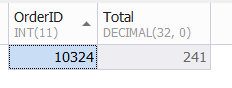 OrderID Total
INT(11) DECIMAL(32, 0)
10324 241